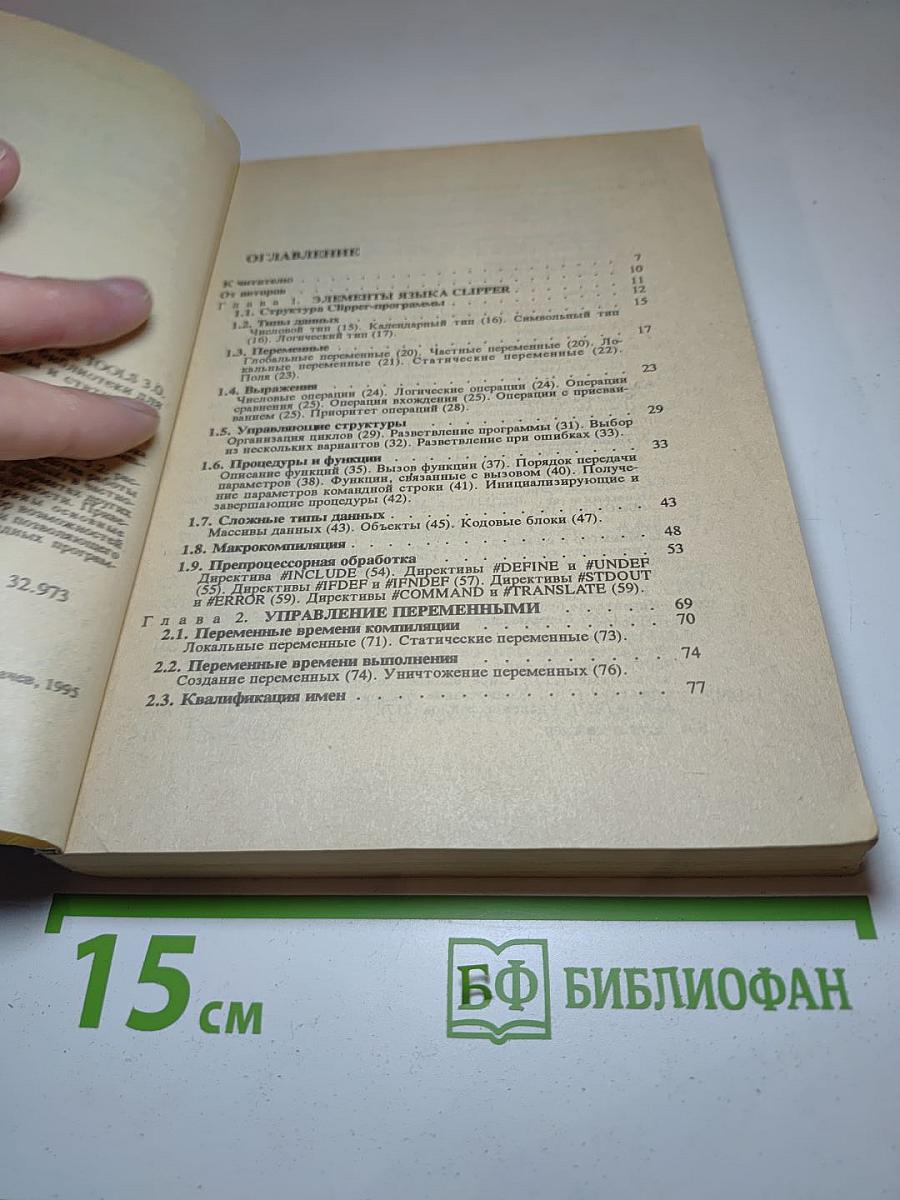 TOOLS 3.0.
32.973
1995
ОГЛАВЛЕНИЕ
К читателю . . . 7
От авторов . . . 10
Глава 1. ЭЛЕМЕНТЫ ЯЗЫКА CLIPPER . . . 11
1.1. Структура Clipper-программы . . . 12
1.2. Типы данных . . . 15
Числовой тип (15). Календарный тип (16). Символьный тип
(16). Логический тип (17).
1.3. Переменные . . . 17
Глобальные переменные (20). Частные переменные (20). Ло-
кальные переменные (21). Статические переменные (22).
Поля (23).
1.4. Выражения . . . 23
Числовые операции (24). Логические операции (24). Операции
сравнения (25). Операция вхождения (25). Операции с присваи-
ванием (25). Приоритет операций (28).
1.5. Управляющие структуры . . . 29
Организация циклов (29). Разветвление программы (31). Выбор
из нескольких вариантов (32). Разветвление при ошибках (33).
1.6. Процедуры и функции . . . 33
Описание функций (35). Вызов функции (37). Порядок передачи
параметров (38). Функции, связанные с вызовом (40). Получе-
ние параметров командной строки (41). Инициализирующие и
завершающие процедуры (42).
1.7. Сложные типы данных . . . 43
Массивы данных (43). Объекты (45). Кодовые блоки (47).
1.8. Макрокомпиляция . . . 48
1.9. Препроцессорная обработка . . . 53
Директива #INCLUDE (54). Директивы #DEFINE и #UNDEF
(55). Директивы #IFDEF и #IFNDEF (57). Директивы #STDOUT
и #ERROR (59). Директивы #COMMAND и #TRANSLATE (59).
Глава 2. УПРАВЛЕНИЕ ПЕРЕМЕННЫМИ . . . 69
2.1. Переменные времени компиляции . . . 70
Локальные переменные (71). Статические переменные (73).
2.2. Переменные времени выполнения . . . 74
Создание переменных (74). Уничтожение переменных (76).
2.3. Квалификация имен . . . 77
15 см
БФ БИБЛИОФАН